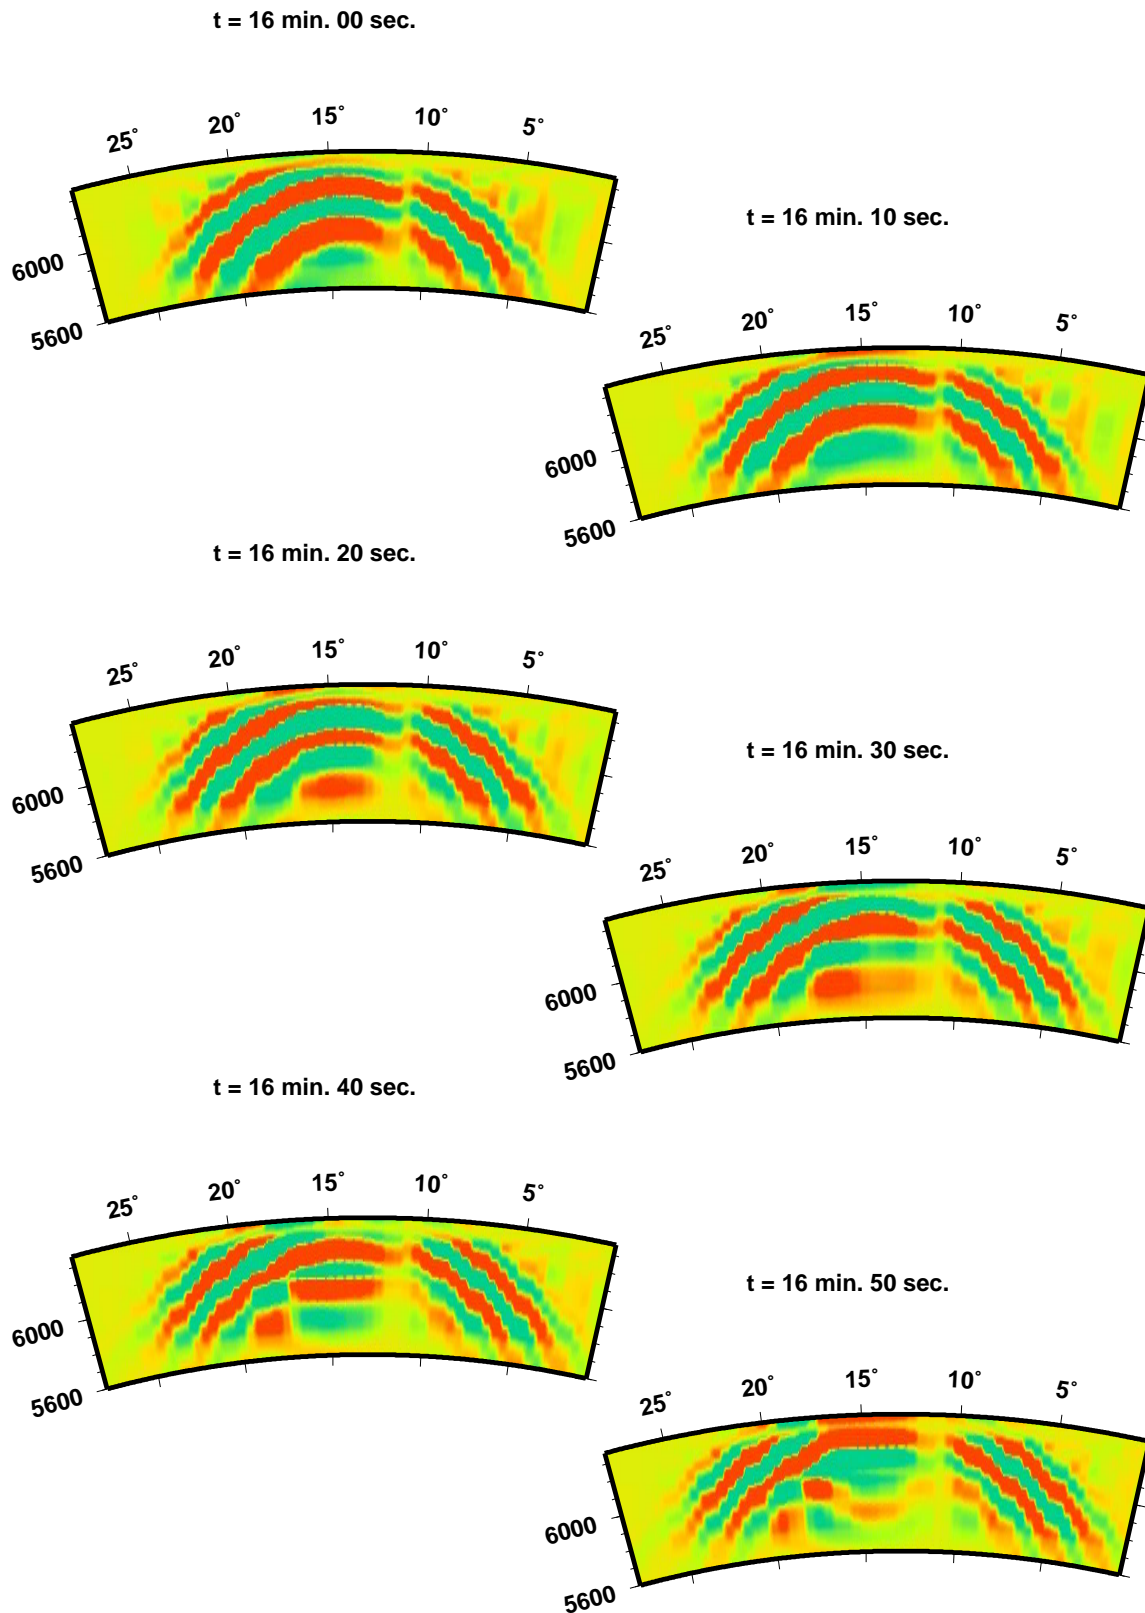 t = 16 min. 00 sec.
25° 20° 15° 10° 5°
6000
5600
t = 16 min. 10 sec.
25° 20° 15° 10° 5°
6000
5600
t = 16 min. 20 sec.
25° 20° 15° 10° 5°
6000
5600
t = 16 min. 30 sec.
25° 20° 15° 10° 5°
6000
5600
t = 16 min. 40 sec.
25° 20° 15° 10° 5°
6000
5600
t = 16 min. 50 sec.
25° 20° 15° 10° 5°
6000
5600